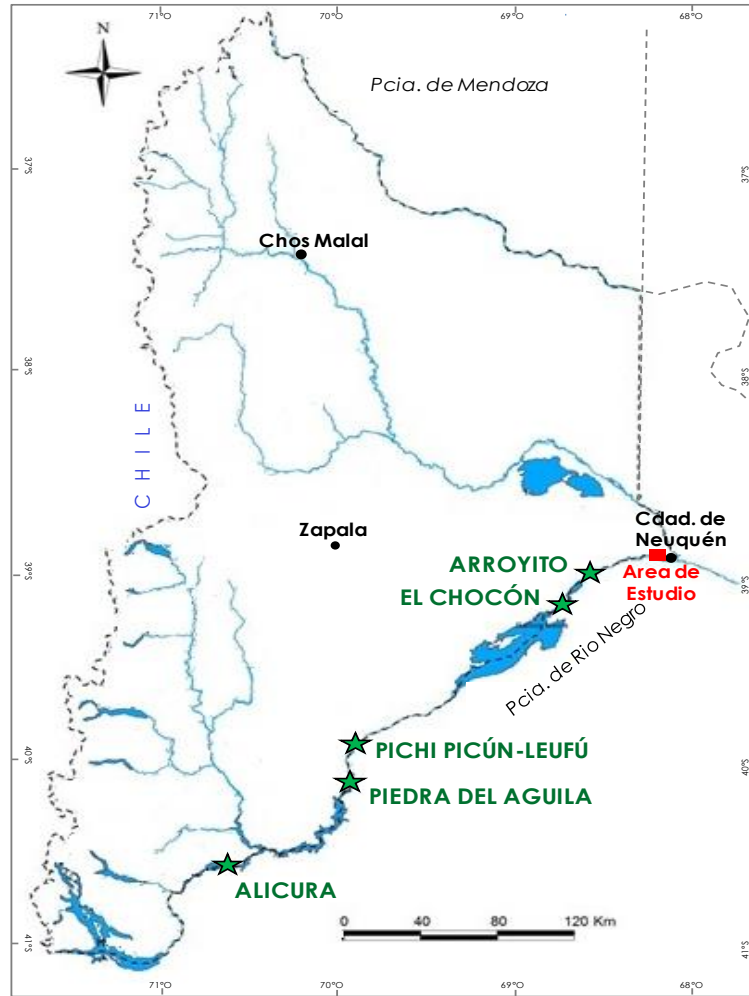 71°O
70°O
69°O
68°O
Pcia. de Mendoza
37°S
37°S
Chos Malal
38°S
38°S
C H I L E
Zapala
Cdad. de
Neuquén
ARROYITO
Area de
Estudio
39°S
39°S
EL CHOCÓN
Pcia. de Rio Negro
PICHI PICÚN-LEUFÚ
40°S
40°S
PIEDRA DEL AGUILA
ALICURA
0 40 80 120 Km
41°S
41°S
71°O
70°O
69°O
68°O